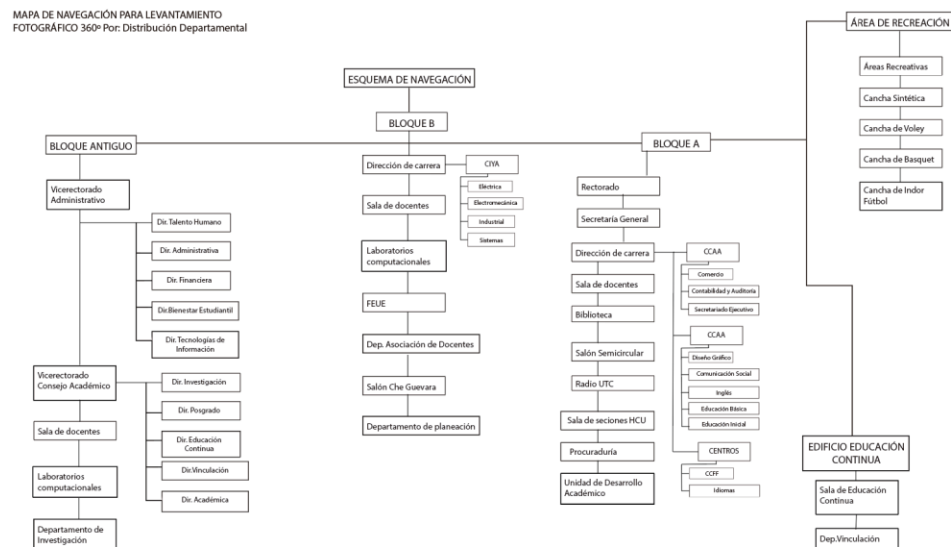 MAPA DE NAVEGACIÓN PARA LEVANTAMIENTO
FOTOGRÁFICO 360º Por: Distribución Departamental
ESQUEMA DE NAVEGACIÓN
BLOQUE ANTIGUO
Vicerectorado
Administrativo
Dir. Talento Humano
Dir. Administrativa
Dir. Financiera
Dir.Bienestar Estudiantil
Dir. Tecnologías de
Información
Vicerectorado
Consejo Académico
Dir. Investigación
Dir. Posgrado
Dir. Educación
Continua
Dir.Vinculación
Dir. Académica
Sala de docentes
Laboratorios
computacionales
Departamento de
Investigación
BLOQUE B
Dirección de carrera
CIYA
Eléctrica
Electromecánica
Industrial
Sistemas
Sala de docentes
Laboratorios
computacionales
FEUE
Dep. Asociación de Docentes
Salón Che Guevara
Departamento de planeación
BLOQUE A
Rectorado
Secretaría General
Dirección de carrera
CCAA
Comercio
Contabilidad y Auditoría
Secretariado Ejecutivo
CCAA
Diseño Gráfico
Comunicación Social
Inglés
Educación Básica
Educación Inicial
CENTROS
CCFF
Idiomas
Sala de docentes
Biblioteca
Salón Semicircular
Radio UTC
Sala de seciones HCU
Procuraduría
Unidad de Desarrollo
Académico
ÁREA DE RECREACIÓN
Áreas Recreativas
Cancha Sintética
Cancha de Voley
Cancha de Basquet
Cancha de Indor
Fútbol
EDIFICIO EDUCACIÓN
CONTINUA
Sala de Educación
Continua
Dep.Vinculación